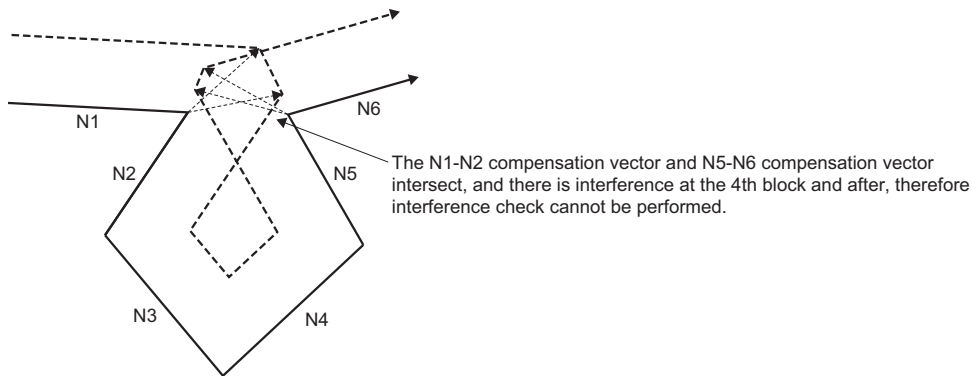 N1
N6
N2
N5
The N1-N2 compensation vector and N5-N6 compensation vector
intersect, and there is interference at the 4th block and after, therefore
interference check cannot be performed.
N3
N4